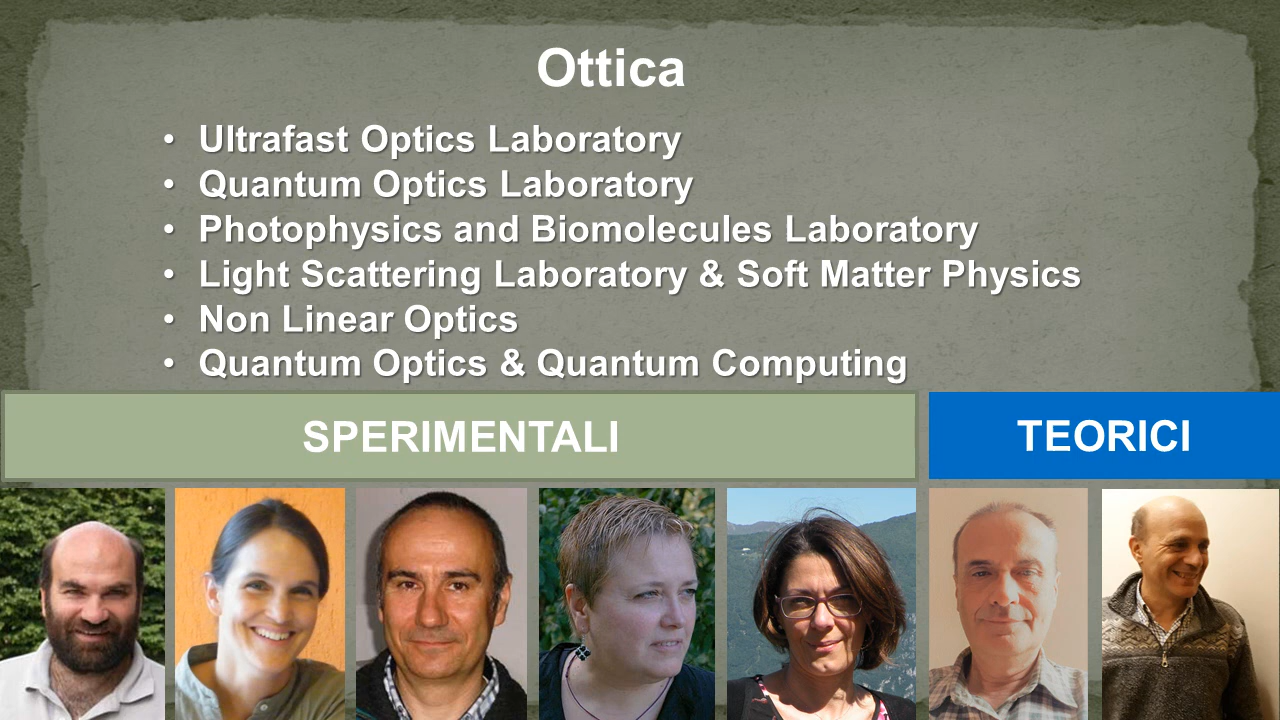 Ottica
• Ultrafast Optics Laboratory
• Quantum Optics Laboratory
• Photophysics and Biomolecules Laboratory
• Light Scattering Laboratory & Soft Matter Physics
• Non Linear Optics
• Quantum Optics & Quantum Computing
SPERIMENTALI
TEORICI